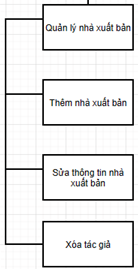 Quản lý nhà xuất bản
Thêm nhà xuất bản
Sửa thông tin nhà
xuất bản
Xóa tác giả